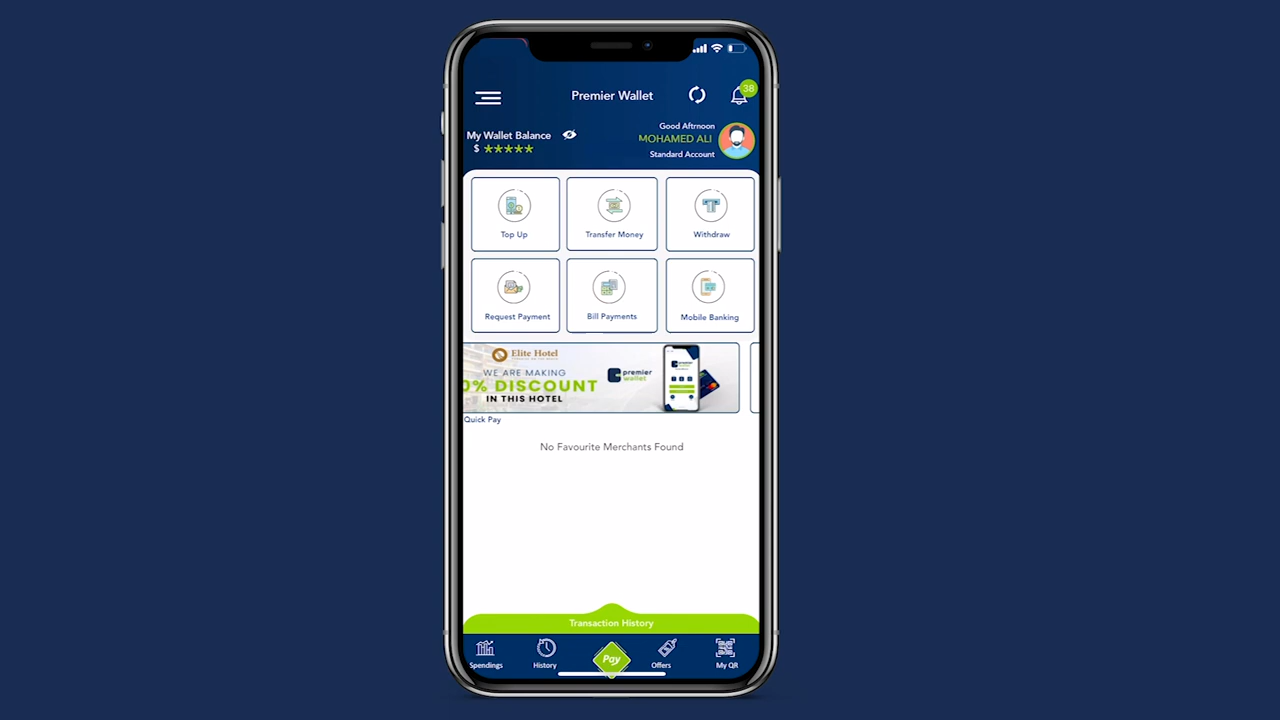 Premier Wallet
38
My Wallet Balance
$ *****
Good Aftrnoon
MOHAMED ALI
Standard Account
Top Up
Transfer Money
Withdraw
Request Payment
Bill Payments
Mobile Banking
Elite Hotel
WE ARE MAKING
0% DISCOUNT
IN THIS HOTEL
premier
wallet
Quick Pay
No Favourite Merchants Found
Transaction History
Spendings
History
Pay
Offers
My QR